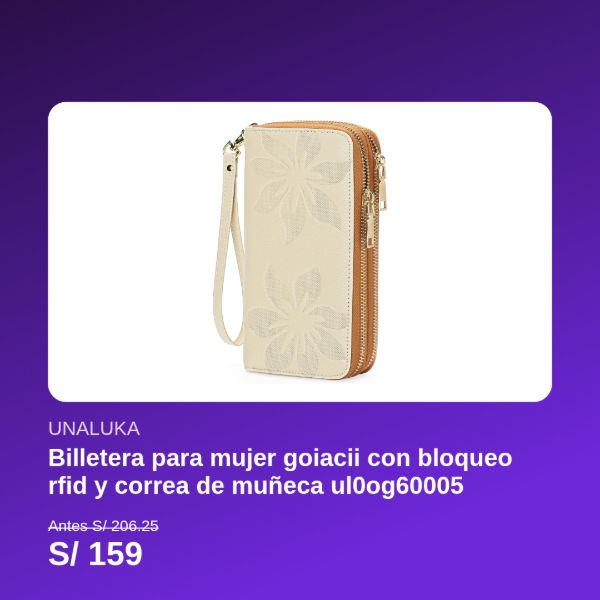 UNALUKA
Billetera para mujer goiacii con bloqueo
rfid y correa de muñeca ul0og60005
Antes S/ 206.25
S/ 159